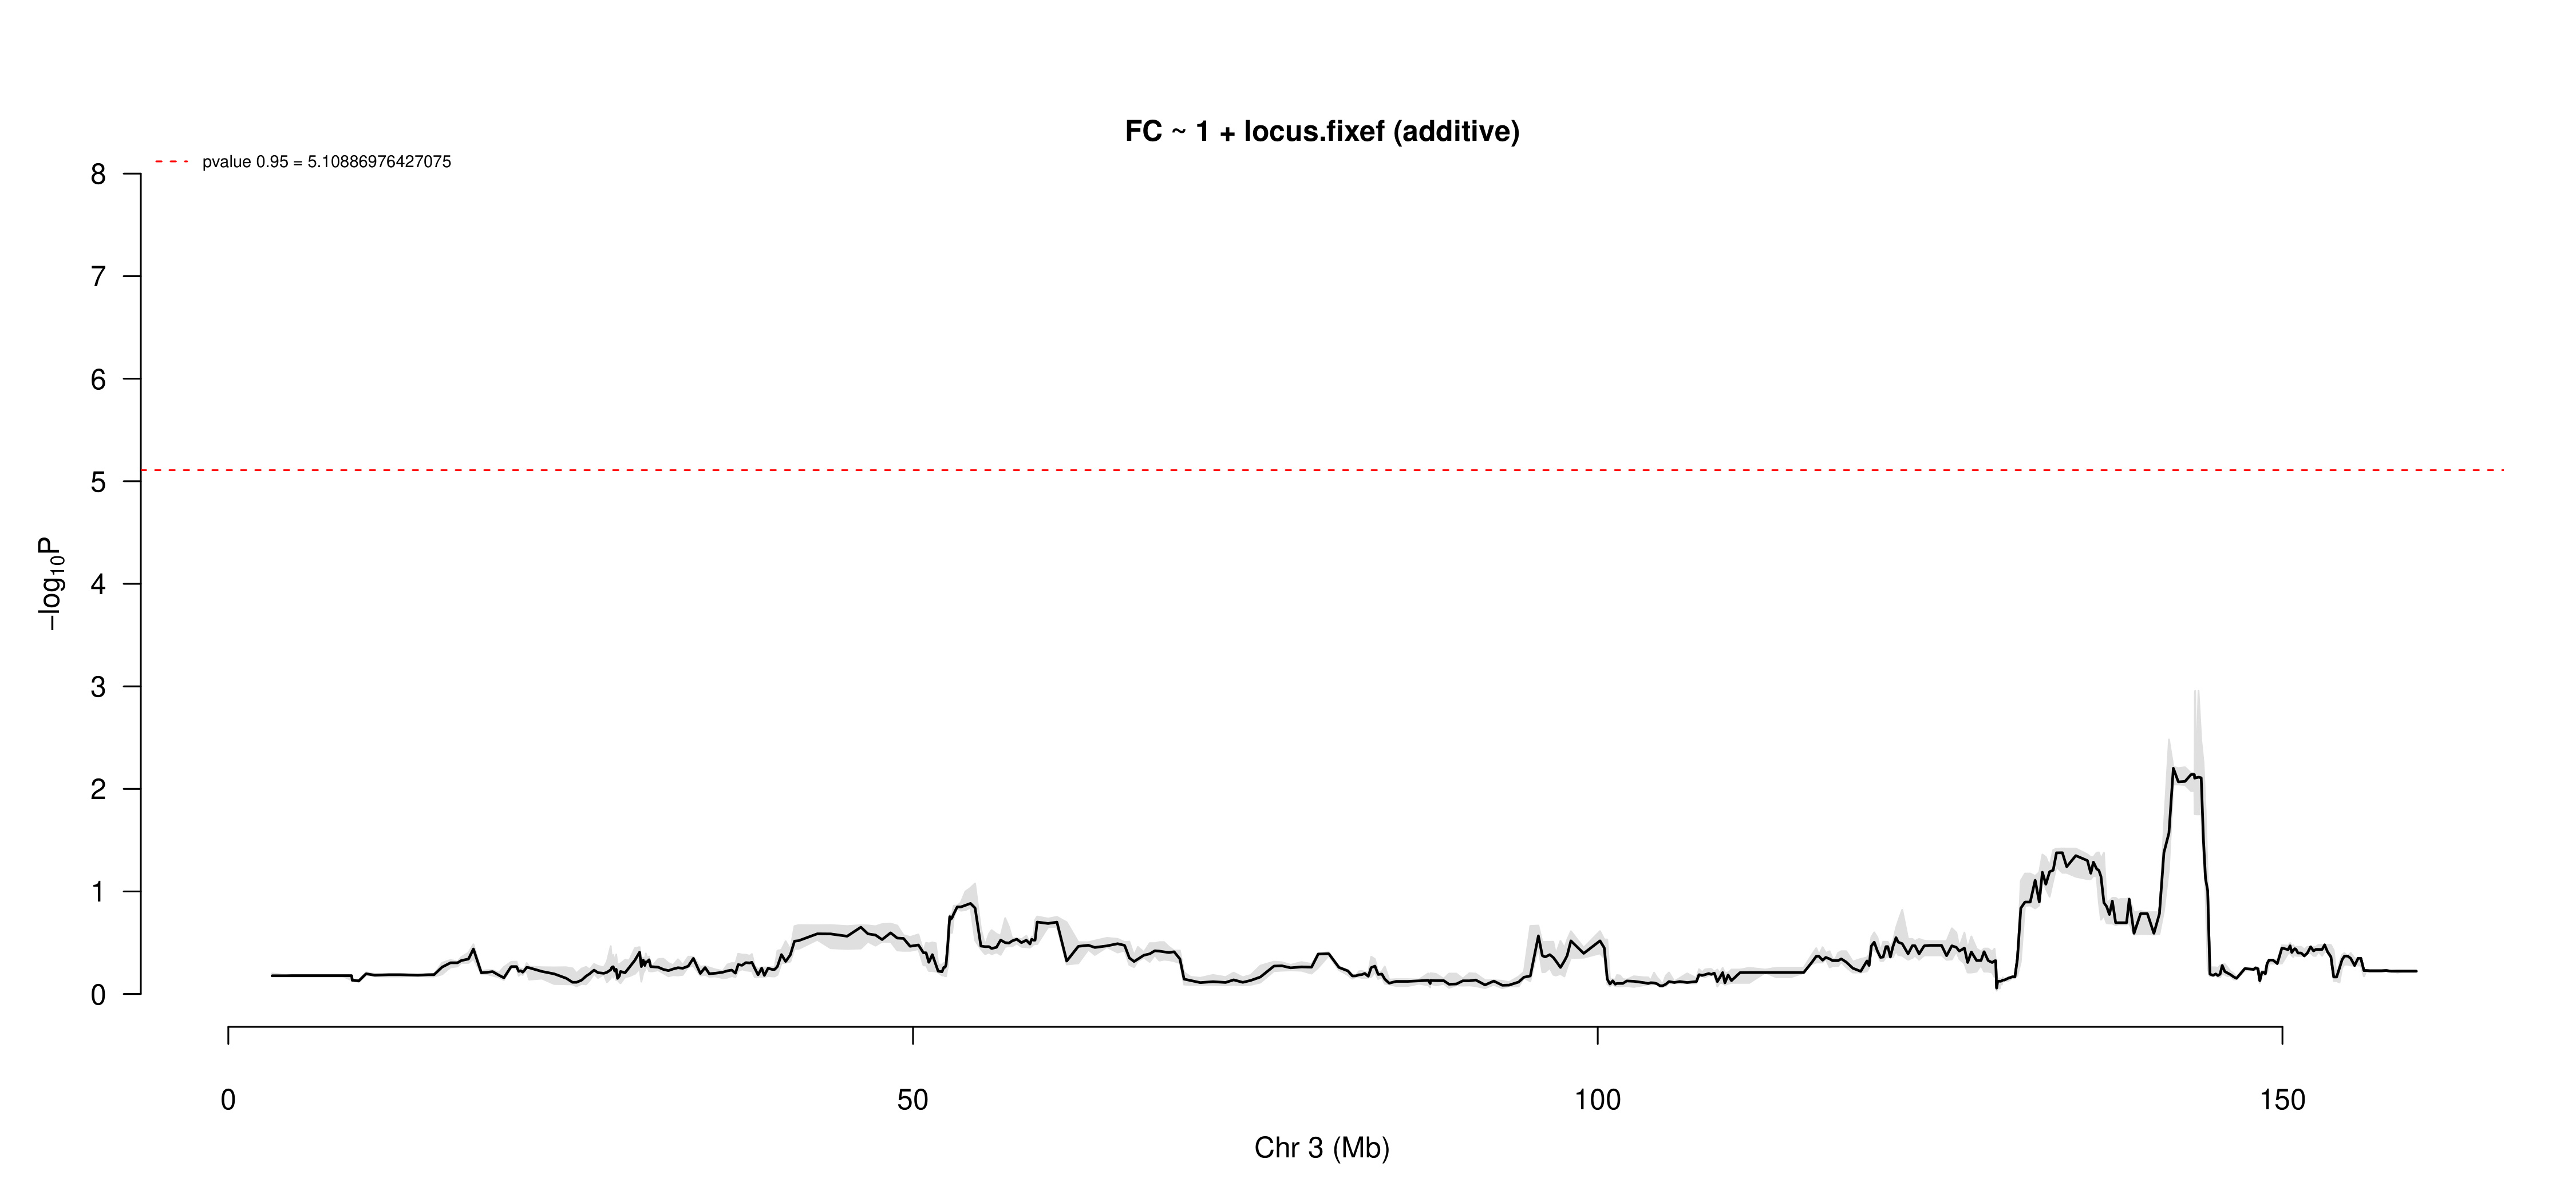 FC ~ 1 + locus.fixef (additive)
pvalue 0.95 = 5.10886976427075
8
7
6
5
4
3
2
1
0
−log10P
0 50 100 150
Chr 3 (Mb)